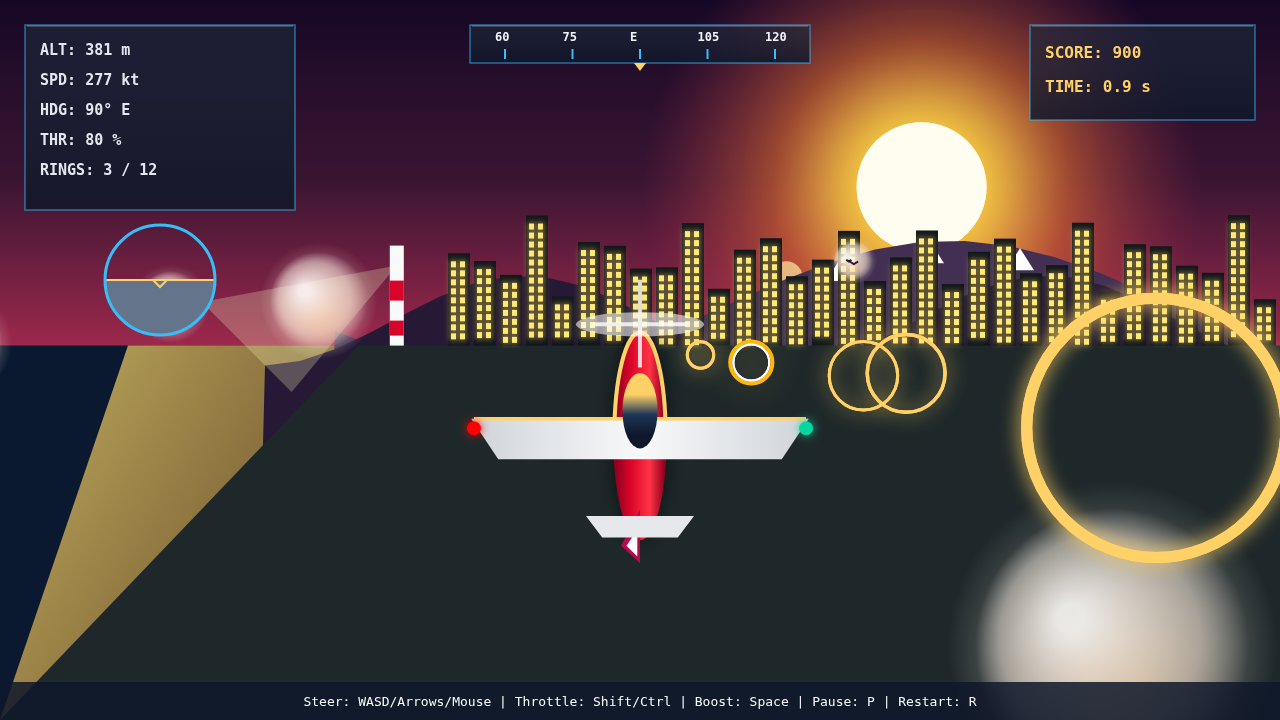 ALT: 381 m
SPD: 277 kt
HDG: 90° E
THR: 80 %
RINGS: 3 / 12
60 75 E 105 120
SCORE: 900
TIME: 0.9 s
Steer: WASD/Arrows/Mouse | Throttle: Shift/Ctrl | Boost: Space | Pause: P | Restart: R